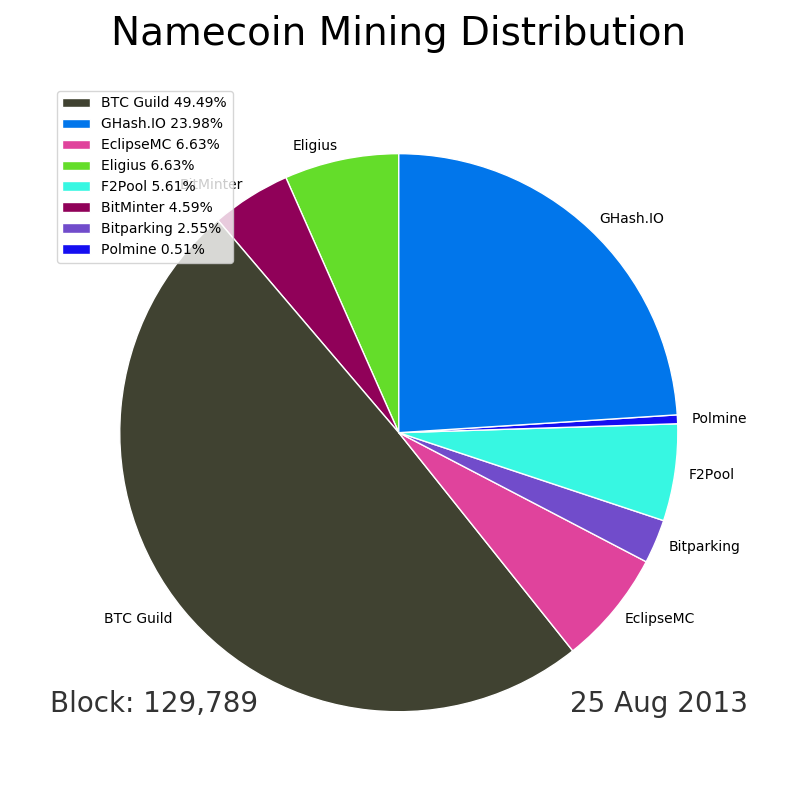 Namecoin Mining Distribution
BTC Guild 49.49%
GHash.IO 23.98%
EclipseMC 6.63%
Eligius 6.63%
F2Pool 5.61%
BitMinter 4.59%
Bitparking 2.55%
Polmine 0.51%
Eligius
BitMinter
GHash.IO
Polmine
F2Pool
Bitparking
EclipseMC
BTC Guild
Block: 129,789
25 Aug 2013